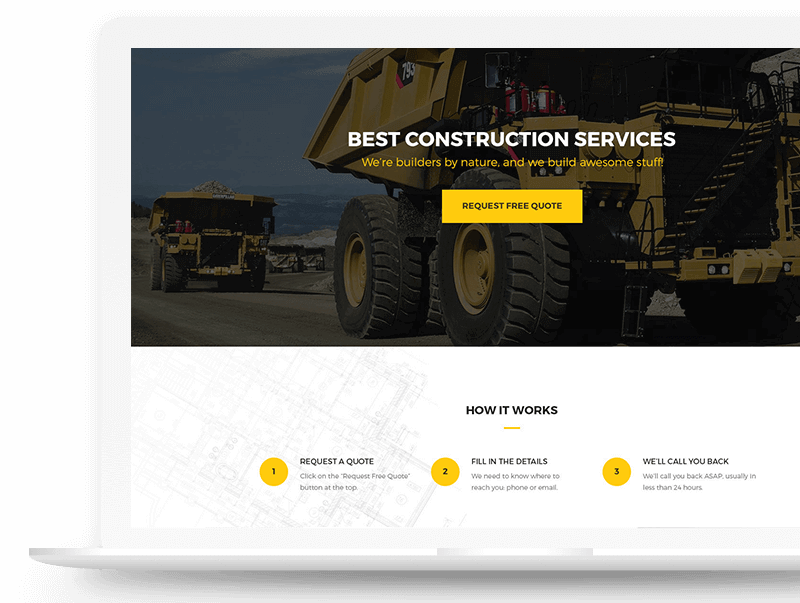 793
BEST CONSTRUCTION SERVICES
We're builders by nature, and we build awesome stuff!
REQUEST FREE QUOTE
HOW IT WORKS
1
REQUEST A QUOTE
Click on the "Request Free Quote"
button at the top.
2
FILL IN THE DETAILS
We need to know where to
reach you: phone or email.
3
WE'LL CALL YOU BACK
We'll call you back ASAP, usually in
less than 24 hours.